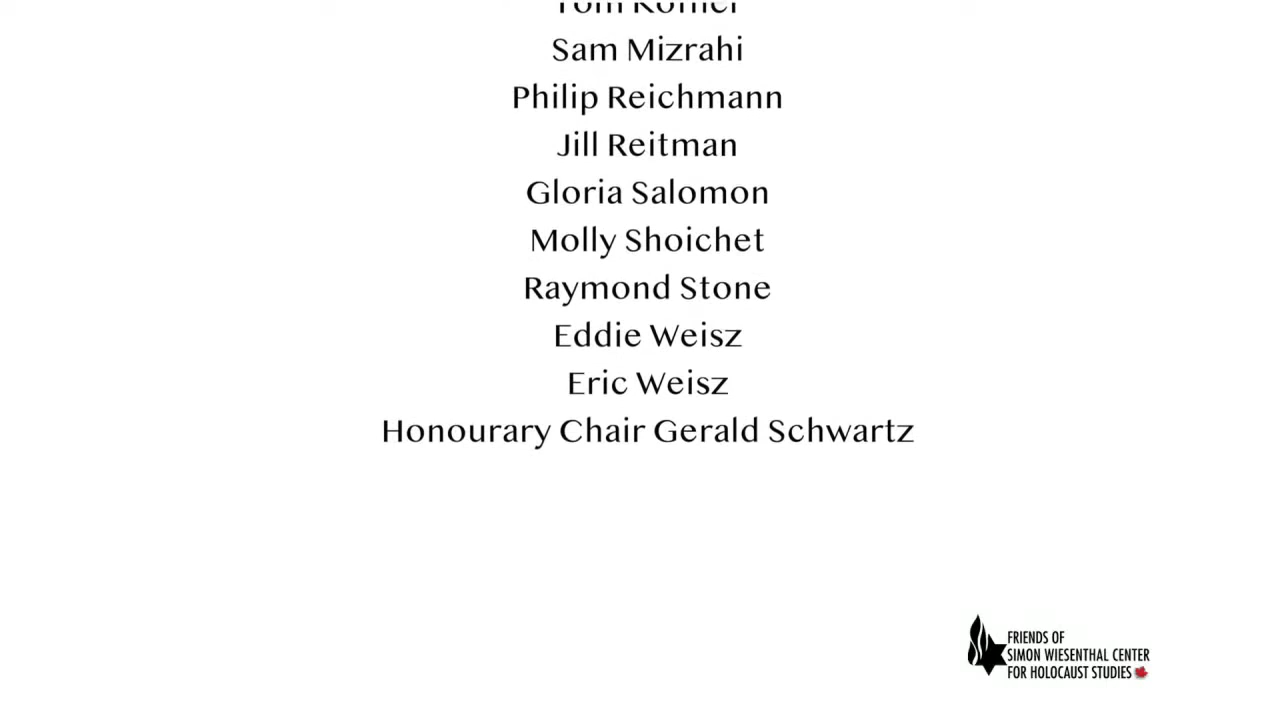 Sam Mizrahi
Philip Reichmann
Jill Reitman
Gloria Salomon
Molly Shoichet
Raymond Stone
Eddie Weisz
Eric Weisz
Honourary Chair Gerald Schwartz
FRIENDS OF
SIMON WIESENTHAL CENTER
FOR HOLOCAUST STUDIES